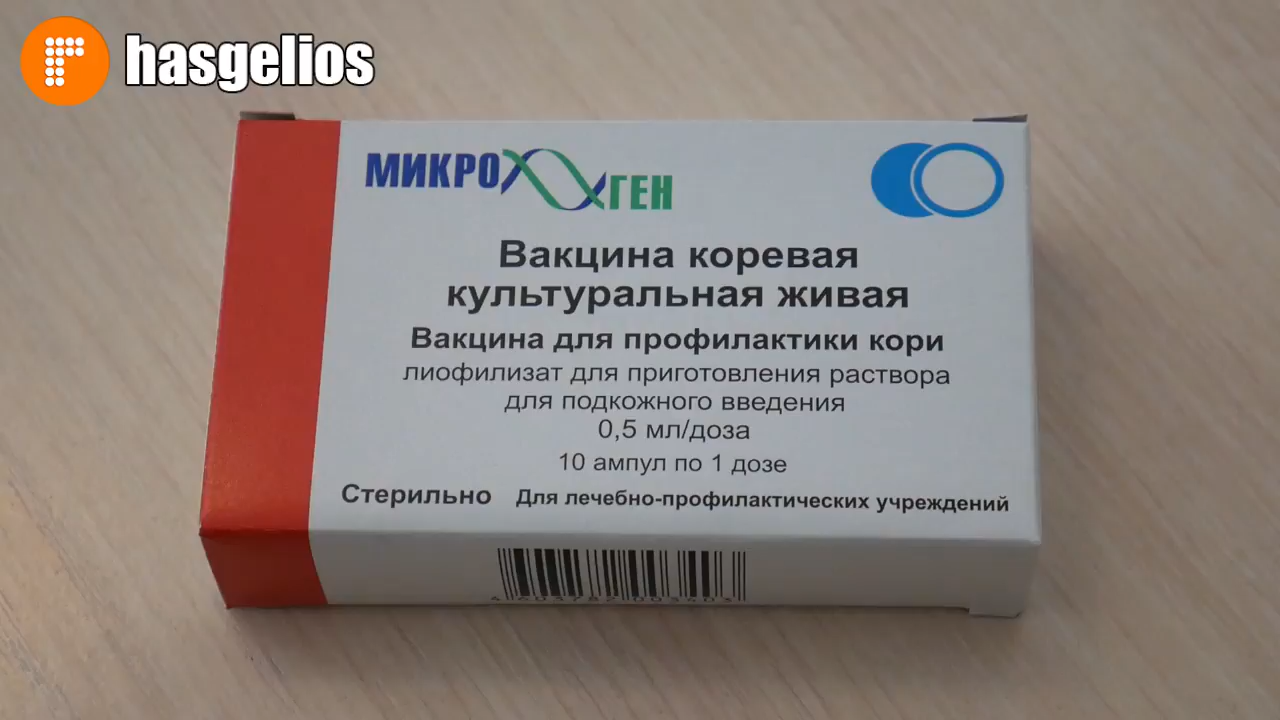 hasgelios
МИКРОГЕН
Вакцина коревая
культуральная живая
Вакцина для профилактики кори
лиофилизат для приготовления раствора
для подкожного введения
0,5 мл/доза
10 ампул по 1 дозе
Стерильно Для лечебно-профилактических учреждений